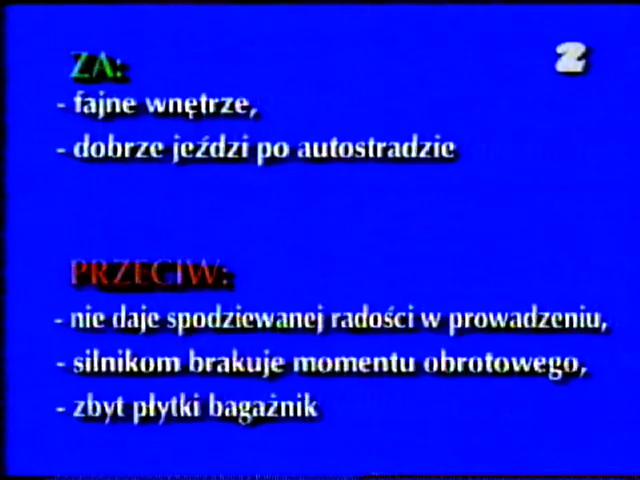 ZA:
2
- fajne wnętrze,
- dobrze jeździ po autostradzie
PRZECIW:
- nie daje spodziewanej radości w prowadzeniu,
- silnikom brakuje momentu obrotowego,
- zbyt płytki bagażnik